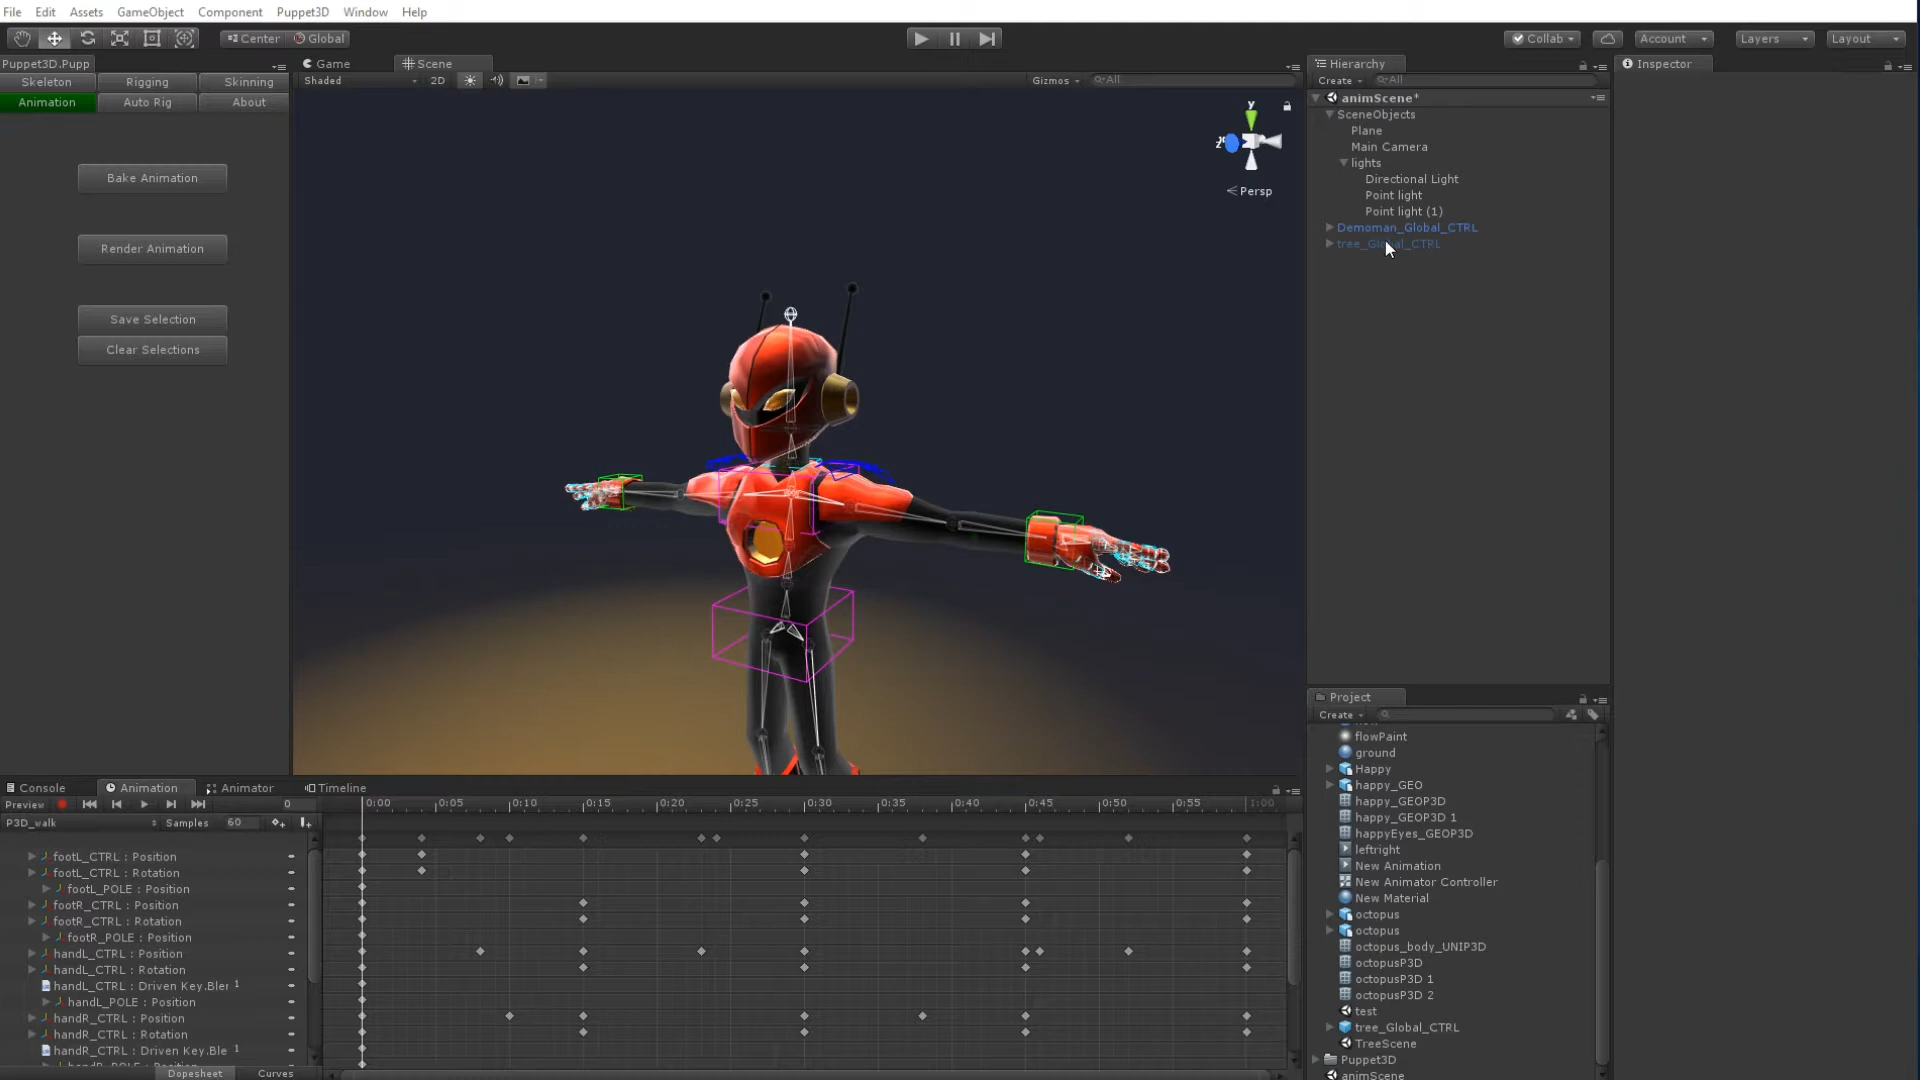 File Edit Assets GameObject Component Puppet3D Window Help
Center Global Collab Account Layers Layout
Puppet3D.Pupp
Skeleton Rigging Skinning
Animation Auto Rig About
Bake Animation
Render Animation
Save Selection
Clear Selections
Game Scene
Shaded 2D Gizmos All
y
z
Persp
Hierarchy
Create All
animScene*
SceneObjects
Plane
Main Camera
lights
Directional Light
Point light
Point light (1)
Demoman_Global_CTRL
tree_Global_CTRL
Inspector
Project
Create
flowPaint
ground
Happy
happy_GEO
happy_GEOP3D
happy_GEOP3D 1
happyEyes_GEOP3D
leftright
New Animation
New Animator Controller
New Material
octopus
octopus
octopus_body_UNIP3D
octopusP3D
octopusP3D 1
octopusP3D 2
test
tree_Global_CTRL
TreeScene
Puppet3D
animScene
Console Animation Animator Timeline
Preview 0 0:00 0:05 0:10 0:15 0:20 0:25 0:30 0:35 0:40 0:45 0:50 0:55 1:00
P3D_walk Samples 60
footL_CTRL : Position
footL_CTRL : Rotation
footL_POLE : Position
footR_CTRL : Position
footR_CTRL : Rotation
footR_POLE : Position
handL_CTRL : Position
handL_CTRL : Rotation
handL_CTRL : Driven Key.Bler 1
handL_POLE : Position
handR_CTRL : Position
handR_CTRL : Rotation
handR_CTRL : Driven Key.Ble 1
Dopesheet Curves